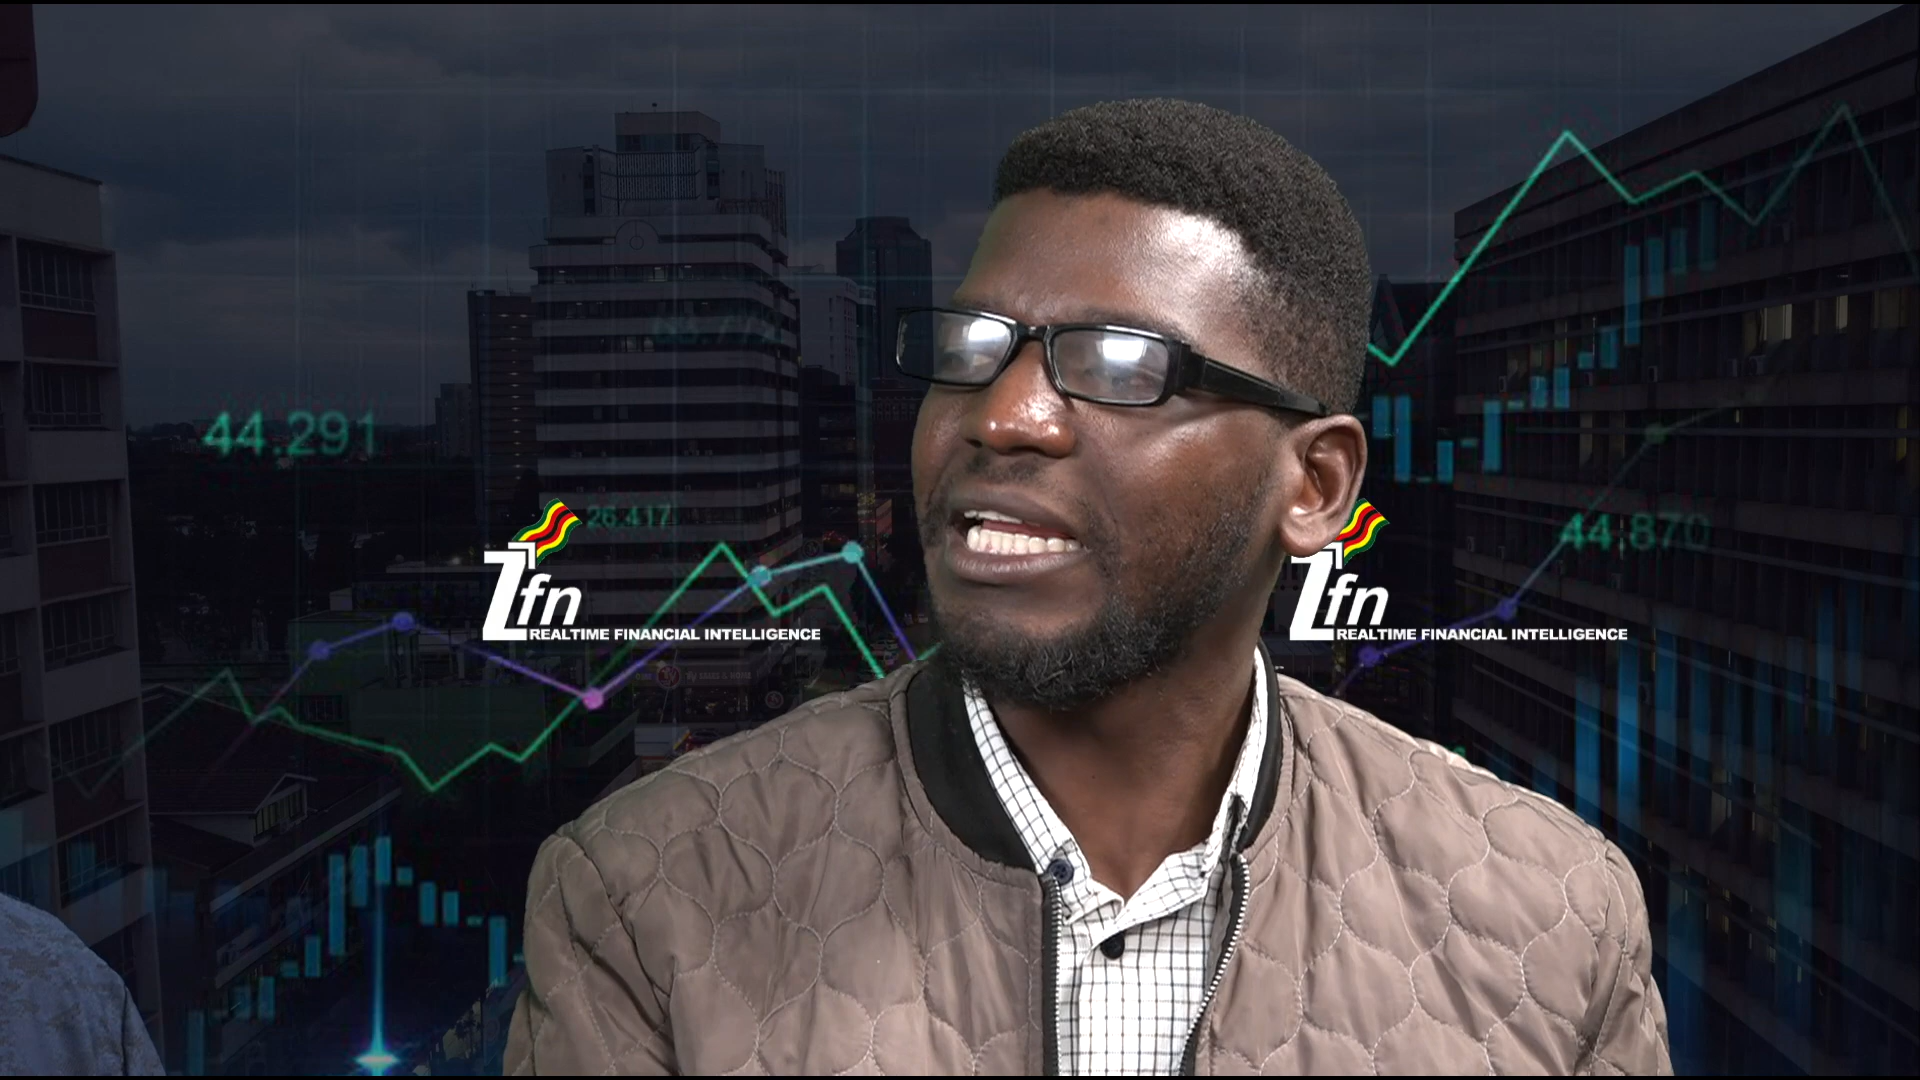 44.291
26.417
44.870
Zfn
REALTIME FINANCIAL INTELLIGENCE
Zfn
REALTIME FINANCIAL INTELLIGENCE